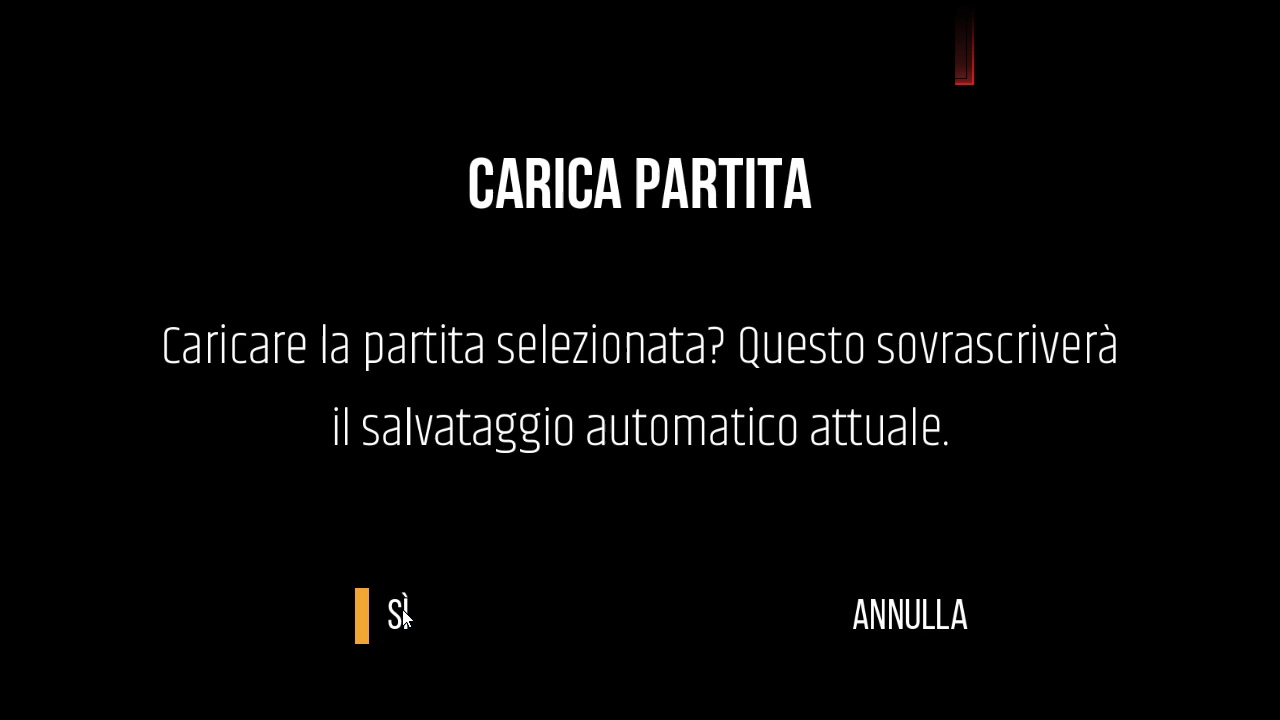 CARICA PARTITA
Caricare la partita selezionata? Questo sovrascriverà
il salvataggio automatico attuale.
SÌ
ANNULLA